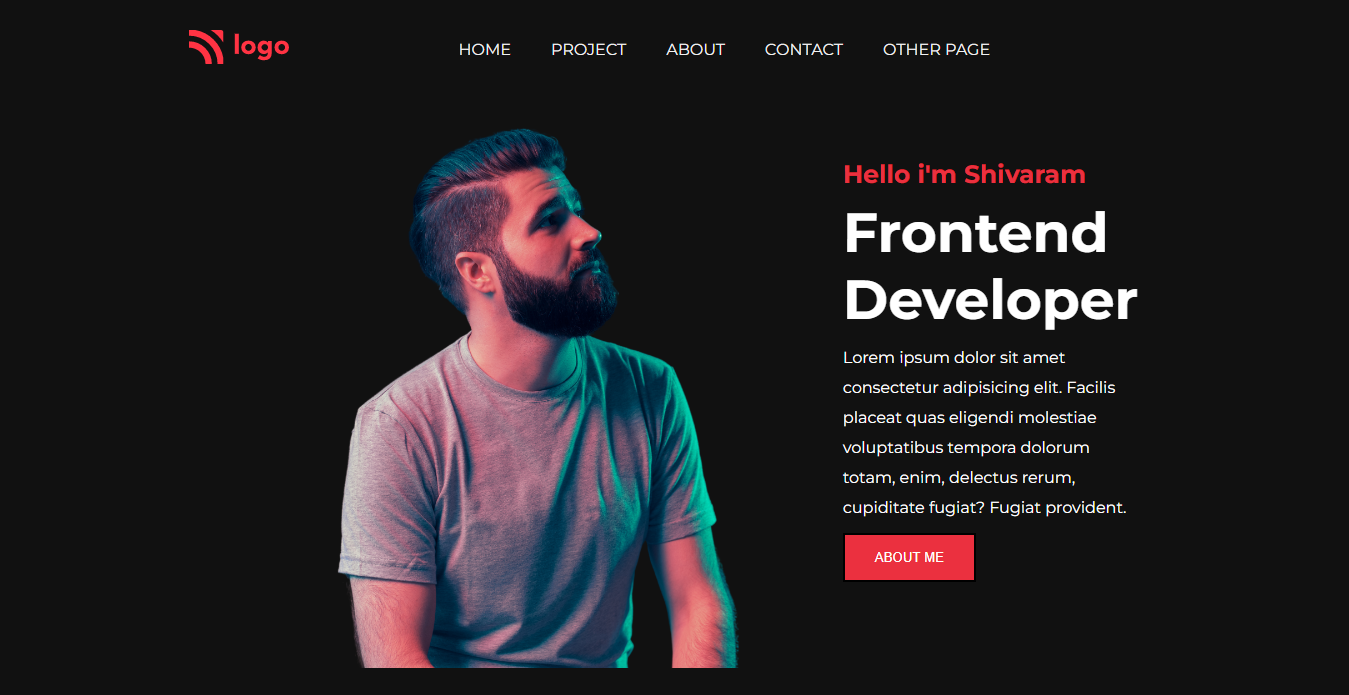 logo
HOME PROJECT ABOUT CONTACT OTHER PAGE
Hello i'm Shivaram
Frontend
Developer
Lorem ipsum dolor sit amet
consectetur adipisicing elit. Facilis
placeat quas eligendi molestiae
voluptatibus tempora dolorum
totam, enim, delectus rerum,
cupiditate fugiat? Fugiat provident.
ABOUT ME